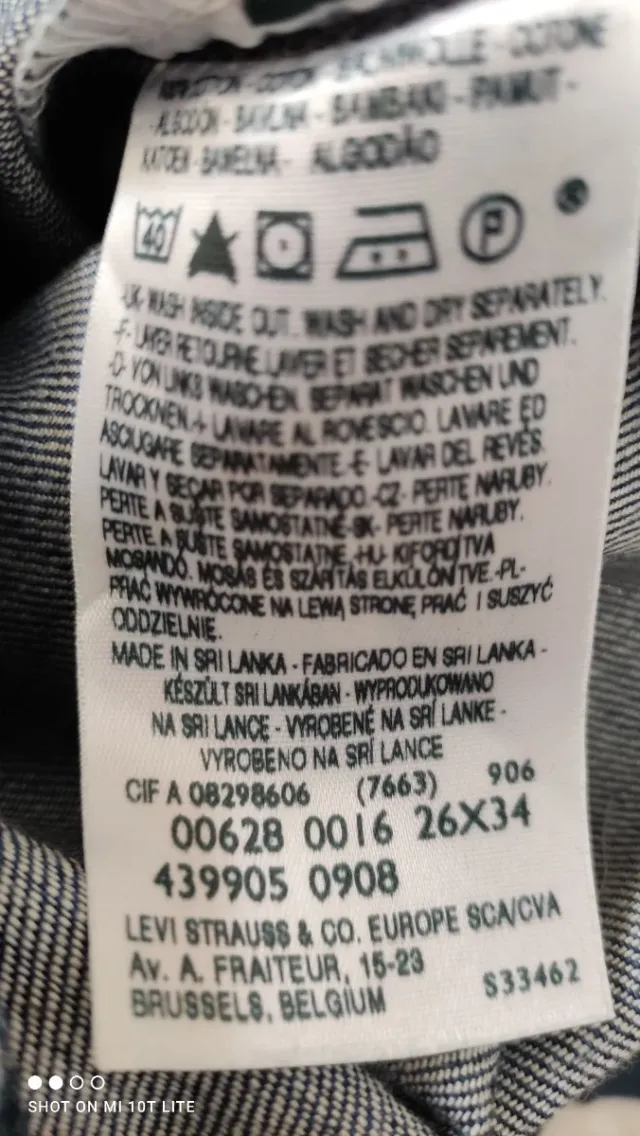 COTONE
-ALGODON - BAVLNA - BAMBAKI - PAMUT -
KATOEN - BAWELNA - ALGODÃO
40 P ®
-UK- WASH INSIDE OUT. WASH AND DRY SEPARATELY.
-F- LAVER RETOURNE. LAVER ET SECHER SEPAREMENT.
-D- VON LINKS WASCHEN. SEPARAT WASCHEN UND
TROCKNEN.-I- LAVARE AL ROVESCIO. LAVARE ED
ASCIUGARE SEPARATAMENTE.-E- LAVAR DEL REVÉS.
LAVAR Y SECAR POR SEPARADO.-CZ- PERTE NARUBY.
PERTE A SUŠTE SAMOSTATNĚ.-SK- PERTE NARUBY.
PERTE A SUŠTE SAMOSTATNE.-HU- KIFORDÍTVA
MOSANDÓ. MOSÁS ÉS SZÁRÍTÁS ELKÜLÖNÍTVE.-PL-
PRAĆ WYWRÓCONE NA LEWĄ STRONĘ, PRAĆ I SUSZYĆ
ODDZIELNIE.
MADE IN SRI LANKA - FABRICADO EN SRI LANKA -
KÉSZÜLT SRI LANKÁBAN - WYPRODUKOWANO
NA SRI LANCE - VYROBENÉ NA SRÍ LANKE -
VYROBENO NA SRÍ LANCE
CIF A 08298606 (7663) 906
00628 0016 26X34
439905 0908
LEVI STRAUSS & CO. EUROPE SCA/CVA
Av. A. FRAITEUR, 15-23
BRUSSELS, BELGIUM S33462
SHOT ON MI 10T LITE